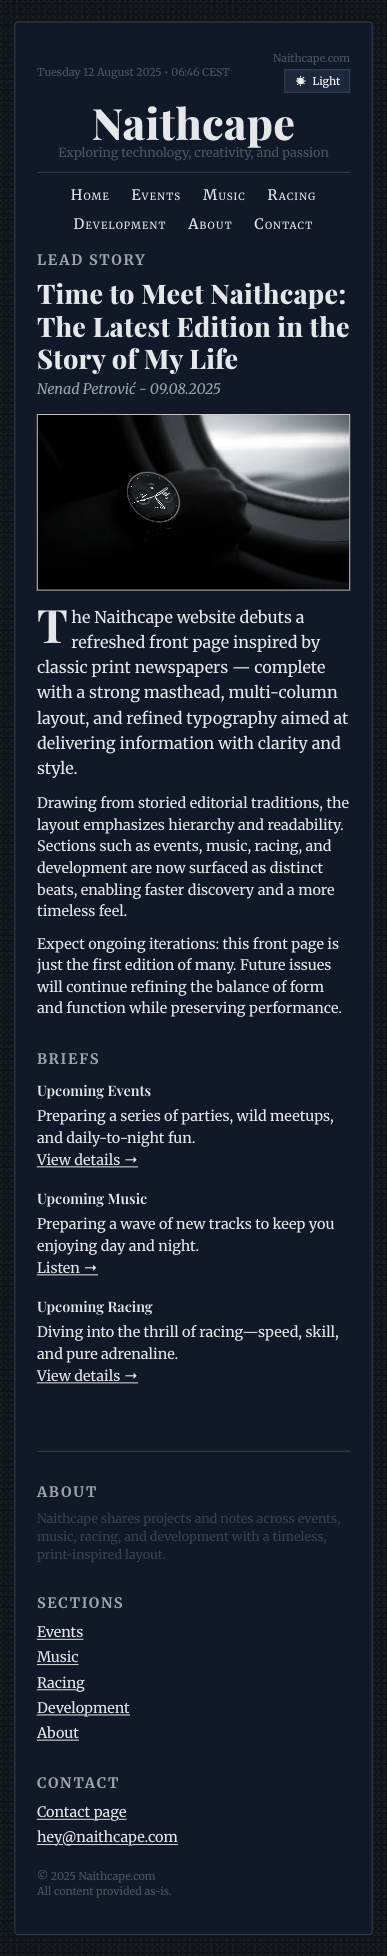 Tuesday 12 August 2025 • 06:46 CEST
Naithcape.com
Light
Naithcape
Exploring technology, creativity, and passion
Home Events Music Racing
Development About Contact
LEAD STORY
Time to Meet Naithcape:
The Latest Edition in the
Story of My Life
Nenad Petrović - 09.08.2025
The Naithcape website debuts a
refreshed front page inspired by
classic print newspapers — complete
with a strong masthead, multi-column
layout, and refined typography aimed at
delivering information with clarity and
style.
Drawing from storied editorial traditions, the
layout emphasizes hierarchy and readability.
Sections such as events, music, racing, and
development are now surfaced as distinct
beats, enabling faster discovery and a more
timeless feel.
Expect ongoing iterations: this front page is
just the first edition of many. Future issues
will continue refining the balance of form
and function while preserving performance.
BRIEFS
Upcoming Events
Preparing a series of parties, wild meetups,
and daily-to-night fun.
View details →
Upcoming Music
Preparing a wave of new tracks to keep you
enjoying day and night.
Listen →
Upcoming Racing
Diving into the thrill of racing—speed, skill,
and pure adrenaline.
View details →
ABOUT
Naithcape shares projects and notes across events,
music, racing, and development with a timeless,
print-inspired layout.
SECTIONS
Events
Music
Racing
Development
About
CONTACT
Contact page
hey@naithcape.com
© 2025 Naithcape.com
All content provided as-is.